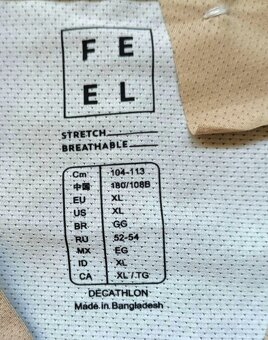 F E
E L
STRETCH
BREATHABLE
Cm 104-113
中国 180/108B
EU XL
US XL
BR GG
RU 52-54
MX EG
ID XL
CA XL/TG
DECATHLON
Made in Bangladesh